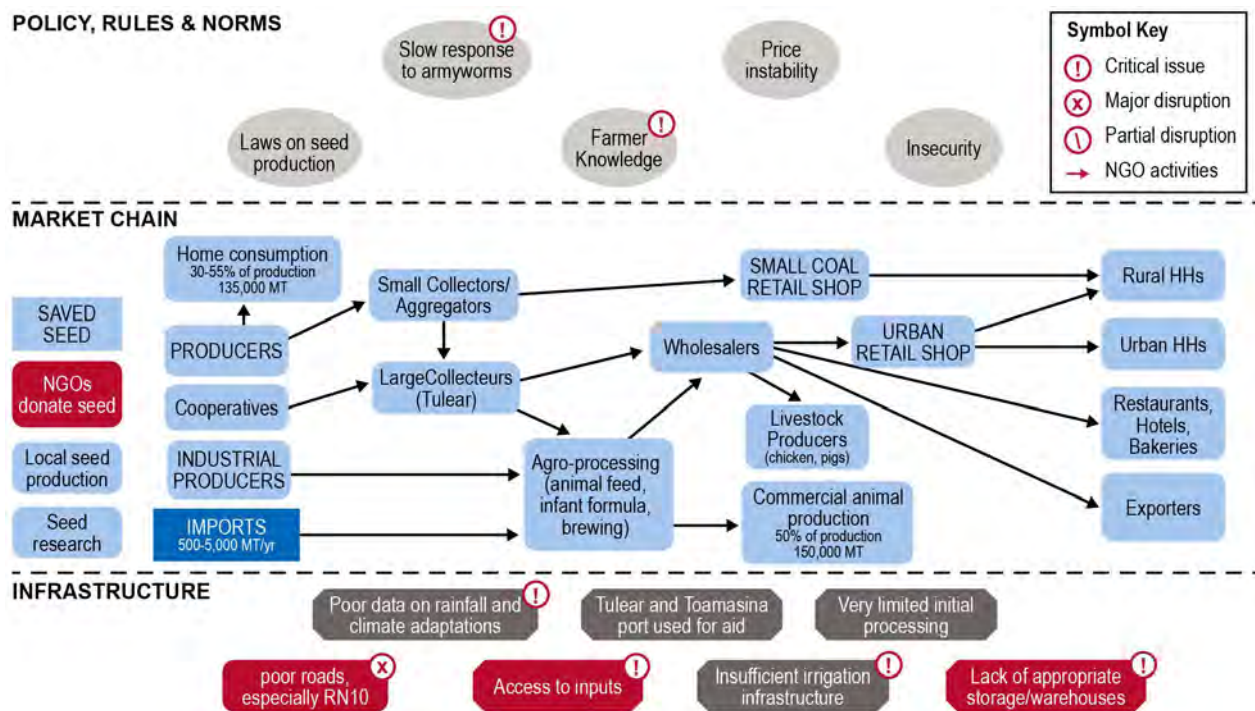 POLICY, RULES & NORMS
Slow response
to armyworms
!
Price
instability
Laws on seed
production
Farmer
Knowledge
!
Insecurity
Symbol Key
! Critical issue
x Major disruption
\ Partial disruption
NGO activities
MARKET CHAIN
Home consumption
30-55% of production
135,000 MT
Small Collectors/
Aggregators
SMALL COAL
RETAIL SHOP
Rural HHs
SAVED
SEED
PRODUCERS
Wholesalers
URBAN
RETAIL SHOP
Urban HHs
NGOs
donate seed
Cooperatives
LargeCollecteurs
(Tulear)
Livestock
Producers
(chicken, pigs)
Restaurants,
Hotels,
Bakeries
Local seed
production
INDUSTRIAL
PRODUCERS
Agro-processing
(animal feed,
infant formula,
brewing)
Commercial animal
production
50% of production
150,000 MT
Exporters
Seed
research
IMPORTS
500-5,000 MT/yr
INFRASTRUCTURE
Poor data on rainfall and
climate adaptations
!
Tulear and Toamasina
port used for aid
Very limited initial
processing
poor roads,
especially RN10
x
Access to inputs
!
Insufficient irrigation
infrastructure
!
Lack of appropriate
storage/warehouses
!